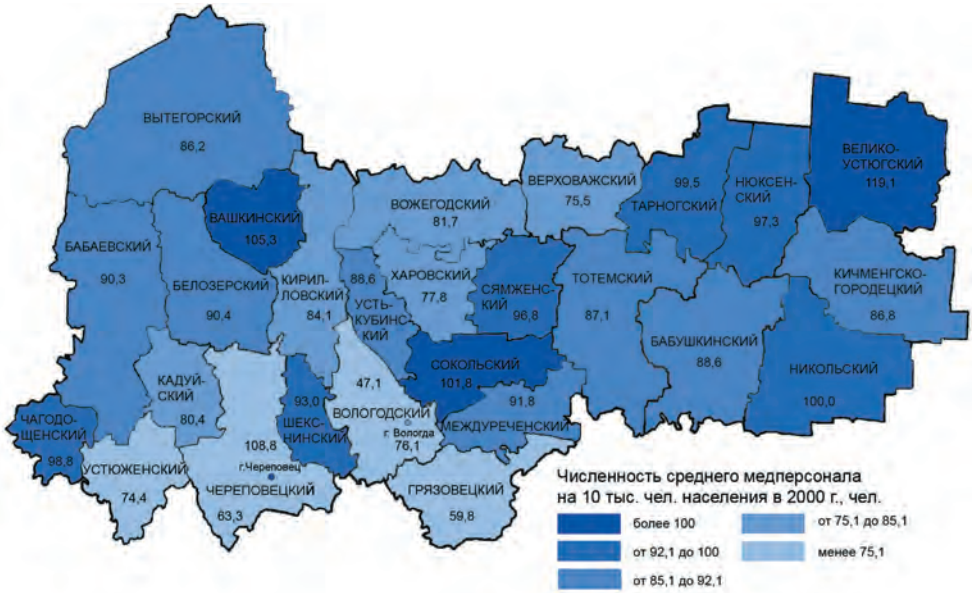 ВЫТЕГОРСКИЙ
86,2
ВЕЛИКО-
УСТЮГСКИЙ
119,1
ВЕРХОВАЖСКИЙ
75,5
99,5
ТАРНОГСКИЙ
НЮКСЕН-
СКИЙ
97,3
ВАШКИНСКИЙ
105,3
ВОЖЕГОДСКИЙ
81,7
БАБАЕВСКИЙ
90,3
БЕЛОЗЕРСКИЙ
90,4
КИРИЛ-
ЛОВСКИЙ
84,1
88,6
УСТЬ-
КУБИНС-
КИЙ
ХАРОВСКИЙ
77,8
СЯМЖЕН-
СКИЙ
96,8
ТОТЕМСКИЙ
87,1
КИЧМЕНГСКО-
ГОРОДЕЦКИЙ
86,8
БАБУШКИНСКИЙ
88,6
НИКОЛЬСКИЙ
100,0
СОКОЛЬСКИЙ
101,8
91,8
МЕЖДУРЕЧЕНСКИЙ
КАДУЙ-
СКИЙ
80,4
93,0
ШЕКС-
НИНСКИЙ
47,1
ВОЛОГОДСКИЙ
г. Вологда
76,1
ЧАГОДО-
ЩЕНСКИЙ
98,8
УСТЮЖЕНСКИЙ
74,4
108,8
г.Череповец
ЧЕРЕПОВЕЦКИЙ
63,3
ГРЯЗОВЕЦКИЙ
59,8
Численность среднего медперсонала
на 10 тыс. чел. населения в 2000 г., чел.
более 100
от 92,1 до 100
от 85,1 до 92,1
от 75,1 до 85,1
менее 75,1